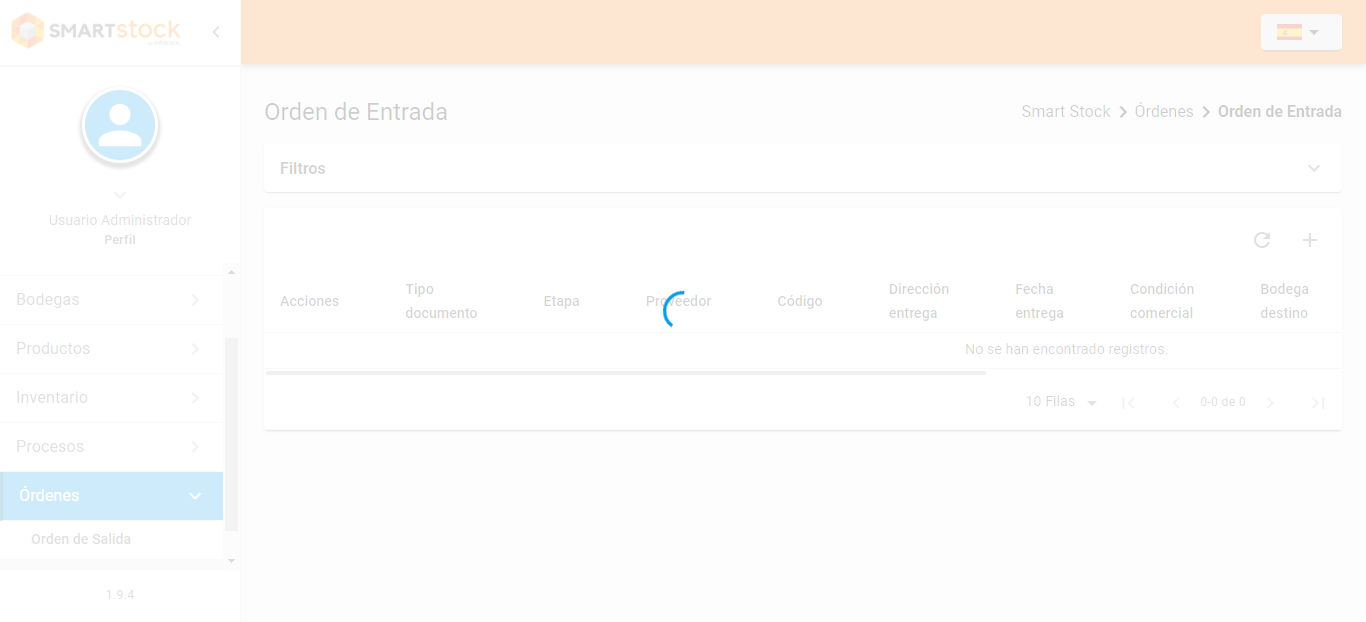 SMARTstock
Orden de Entrada
Smart Stock > Órdenes > Orden de Entrada
Filtros
Usuario Administrador
Perfil
Bodegas
Productos
Inventario
Procesos
Órdenes
Orden de Salida
1.9.4
Acciones
Tipo
documento
Etapa
Proveedor
Código
Dirección
entrega
Fecha
entrega
Condición
comercial
Bodega
destino
No se han encontrado registros.
10 Filas
0-0 de 0